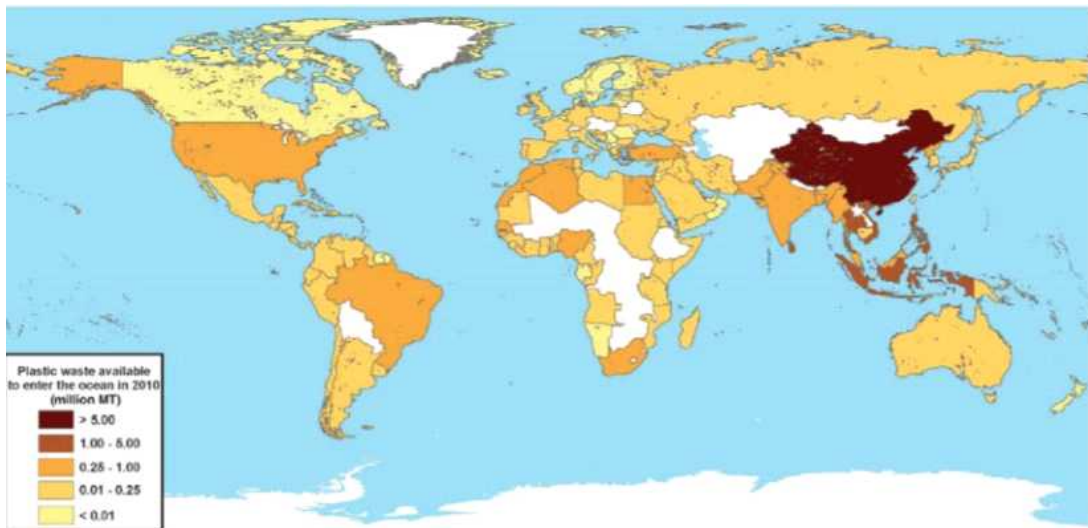 Plastic waste available
to enter the ocean in 2010
(million MT)
> 5.00
1.00 - 5.00
0.25 - 1.00
0.01 - 0.25
< 0.01